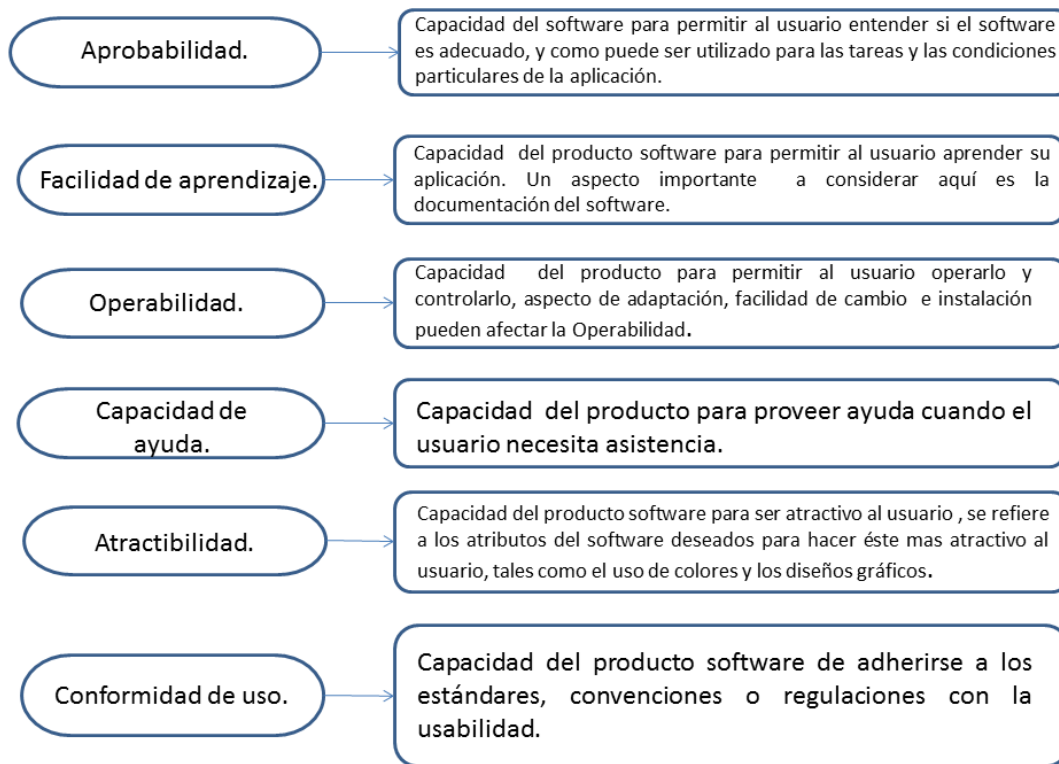 Aprobabilidad.
Capacidad del software para permitir al usuario entender si el software
es adecuado, y como puede ser utilizado para las tareas y las condiciones
particulares de la aplicación.
Facilidad de aprendizaje.
Capacidad del producto software para permitir al usuario aprender su
aplicación. Un aspecto importante a considerar aquí es la
documentación del software.
Operabilidad.
Capacidad del producto para permitir al usuario operarlo y
controlarlo, aspecto de adaptación, facilidad de cambio e instalación
pueden afectar la Operabilidad.
Capacidad de
ayuda.
Capacidad del producto para proveer ayuda cuando el
usuario necesita asistencia.
Atractibilidad.
Capacidad del producto software para ser atractivo al usuario , se refiere
a los atributos del software deseados para hacer éste mas atractivo al
usuario, tales como el uso de colores y los diseños gráficos.
Conformidad de uso.
Capacidad del producto software de adherirse a los
estándares, convenciones o regulaciones con la
usabilidad.